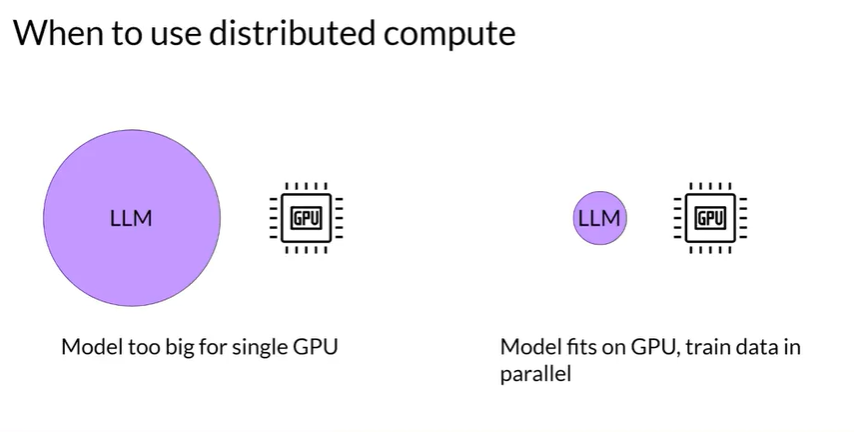 When to use distributed compute
LLM
GPU
LLM
GPU
Model too big for single GPU
Model fits on GPU, train data in
parallel